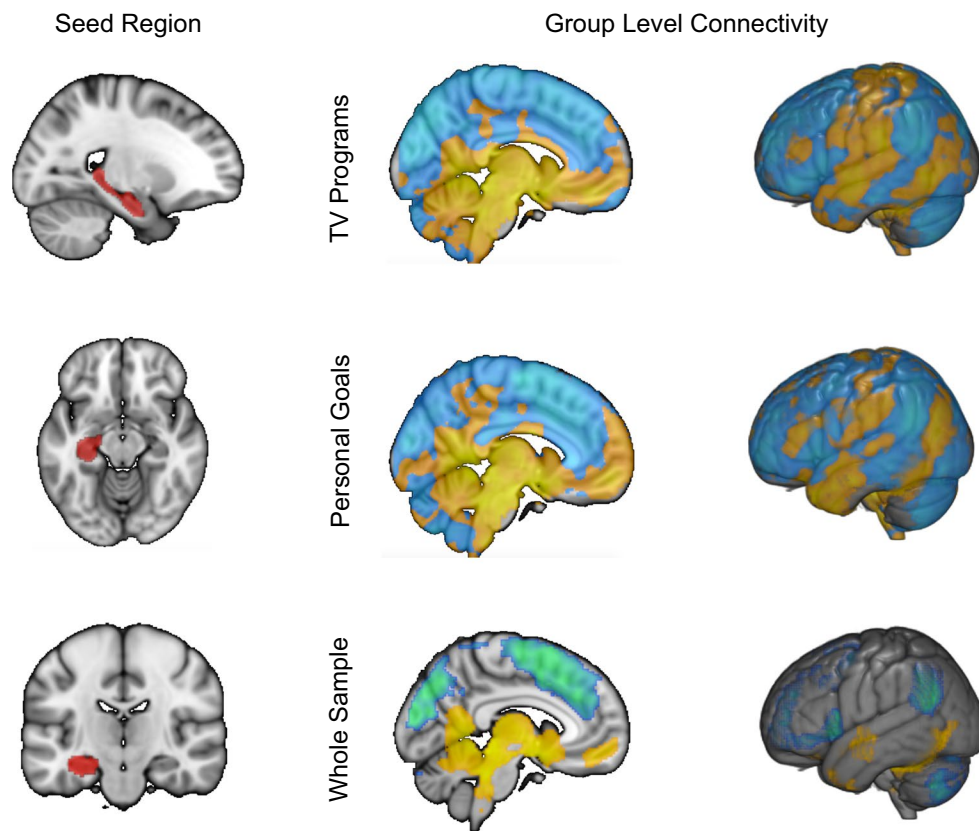 Seed Region
Group Level Connectivity
TV Programs
Personal Goals
Whole Sample